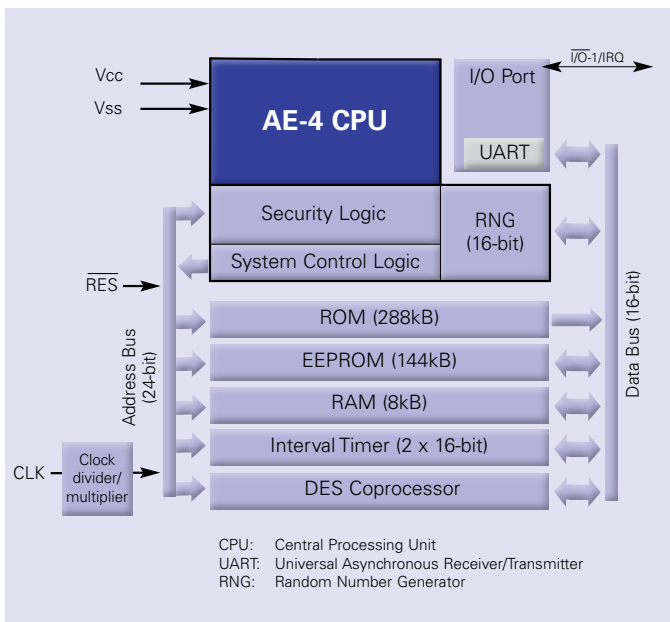 Vcc
Vss
AE-4 CPU
I/O Port
I/O-1/IRQ
UART
Security Logic
RNG
(16-bit)
System Control Logic
RES
ROM (288kB)
EEPROM (144kB)
RAM (8kB)
Interval Timer (2 x 16-bit)
DES Coprocessor
Address Bus
(24-bit)
Data Bus (16-bit)
CLK
Clock
divider/
multiplier
CPU: Central Processing Unit
UART: Universal Asynchronous Receiver/Transmitter
RNG: Random Number Generator